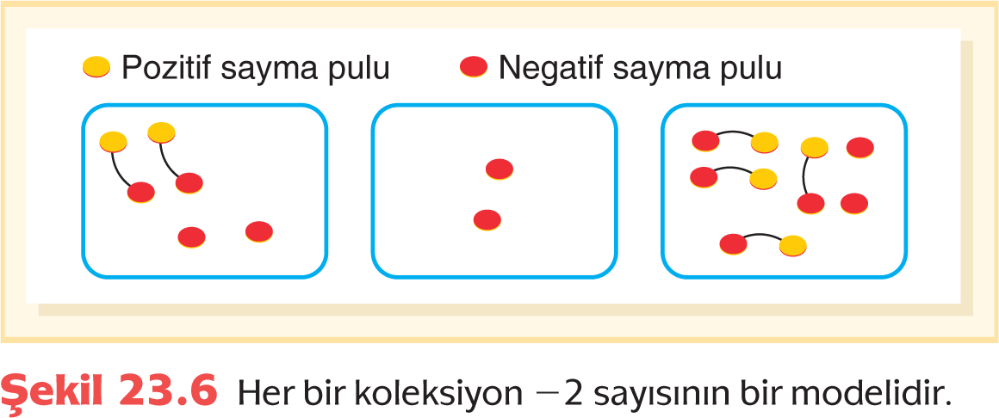 Pozitif sayma pulu
Negatif sayma pulu
Şekil 23.6 Her bir koleksiyon −2 sayısının bir modelidir.